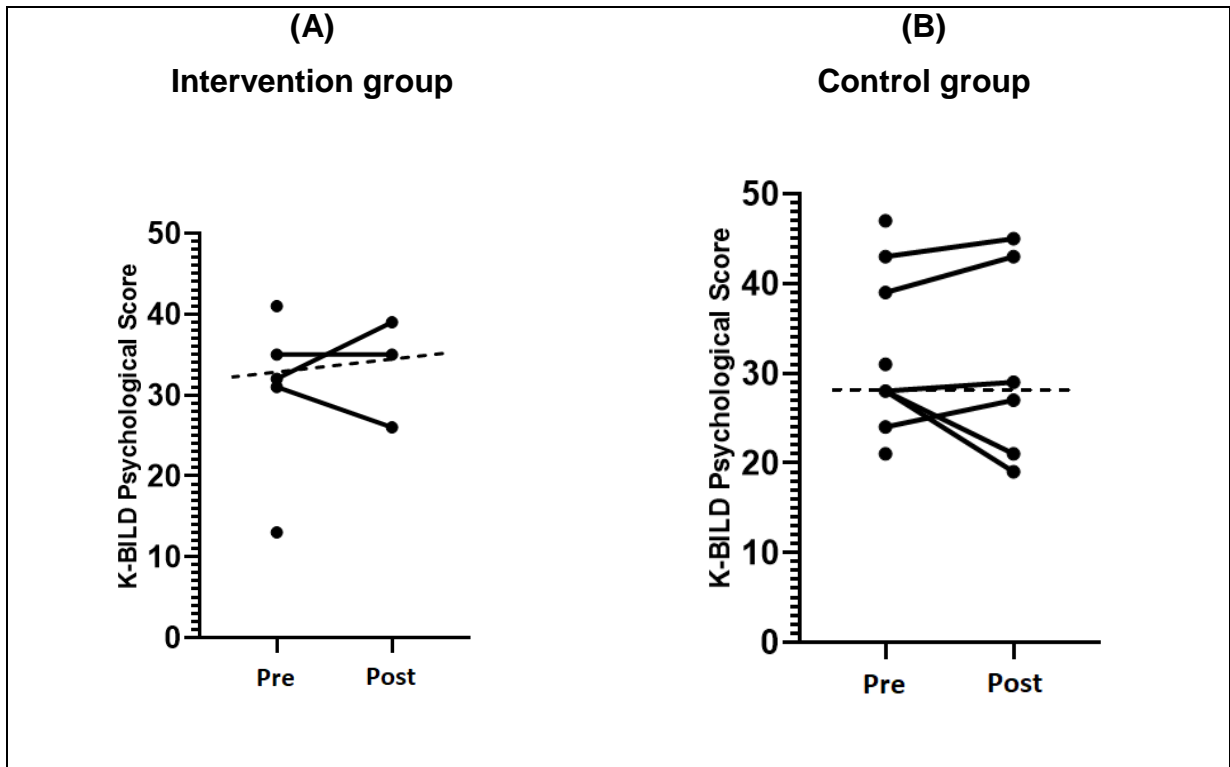 (A)
Intervention group
K-BILD Psychological Score
50
40
30
20
10
0
Pre
Post
(B)
Control group
K-BILD Psychological Score
50
40
30
20
10
0
Pre
Post